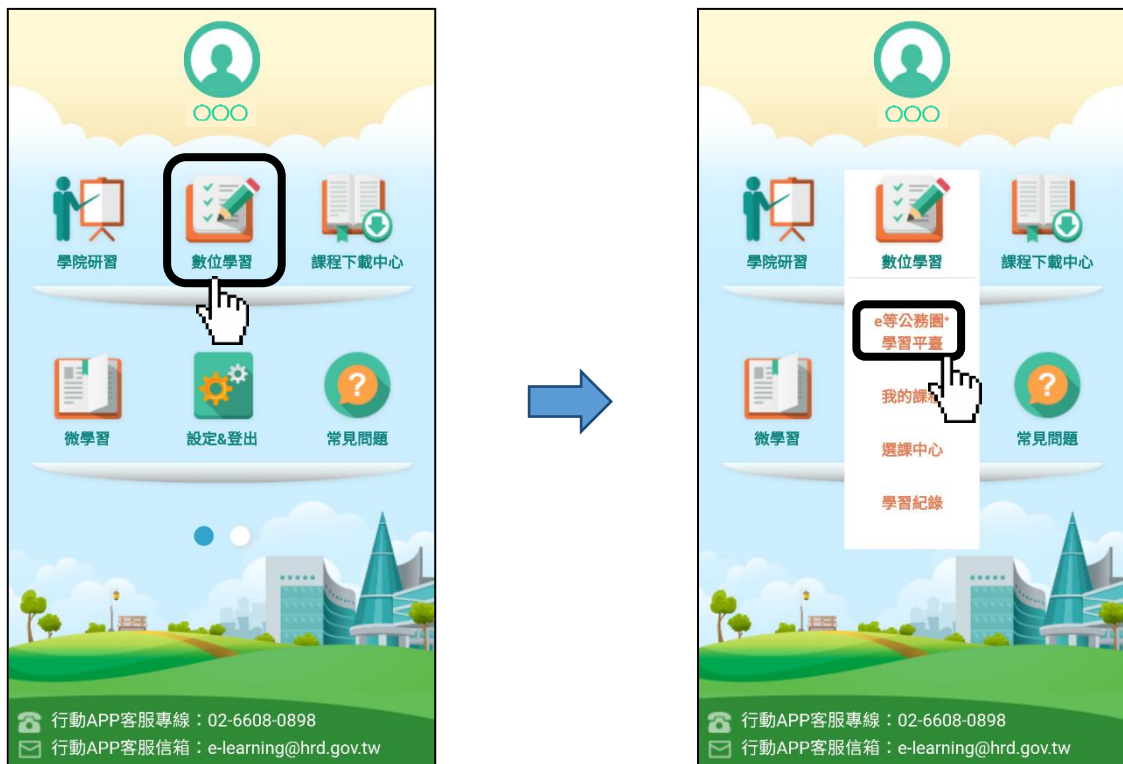 ○○○
學院研習
數位學習
課程下載中心
微學習
設定&登出
常見問題
行動APP客服專線：02-6608-0898
行動APP客服信箱：e-learning@hrd.gov.tw
○○○
學院研習
數位學習
課程下載中心
e等公務園+
學習平臺
我的課
選課中心
學習紀錄
微學習
常見問題
行動APP客服專線：02-6608-0898
行動APP客服信箱：e-learning@hrd.gov.tw